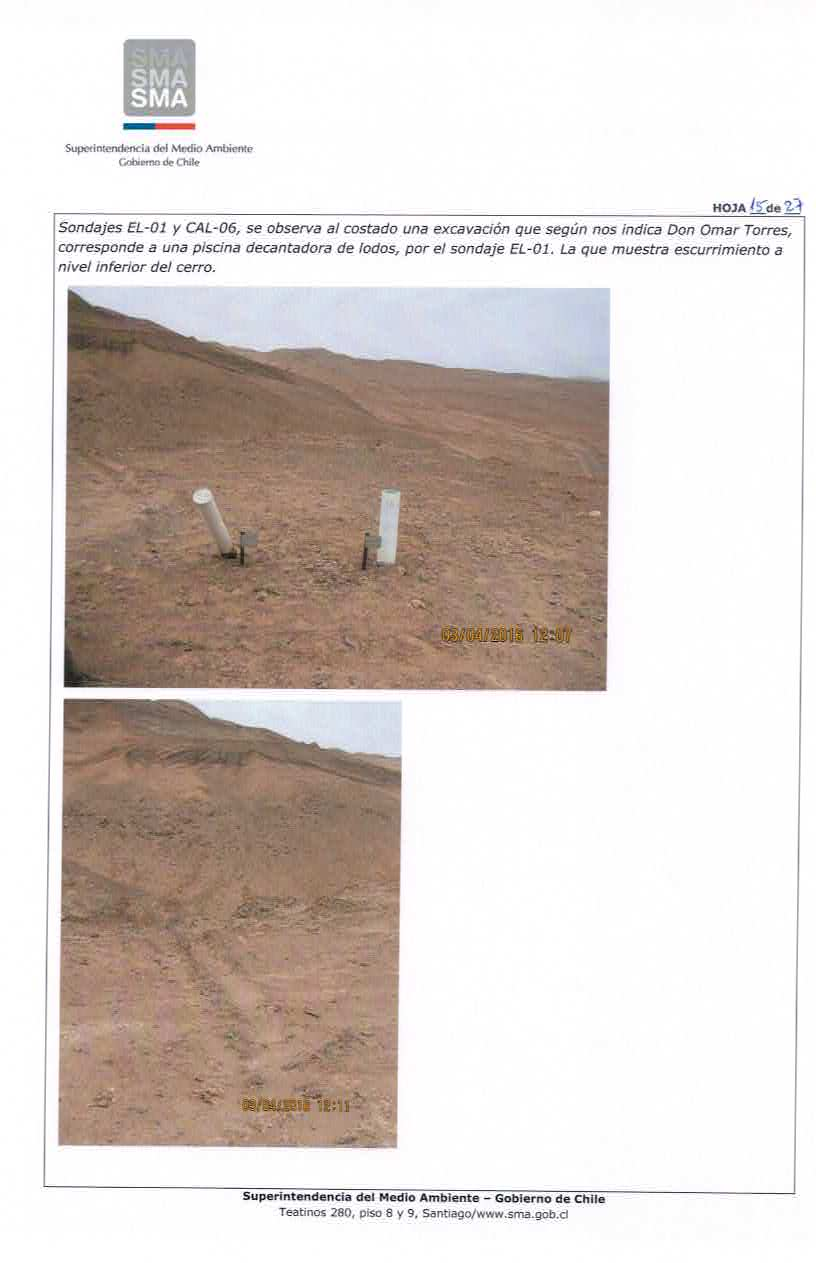 SMA
SMA
SMA
Superintendencia del Medio Ambiente
Gobierno de Chile
HOJA 15 de 27
Sondajes EL-01 y CAL-06, se observa al costado una excavación que según nos indica Don Omar Torres,
corresponde a una piscina decantadora de lodos, por el sondaje EL-01. La que muestra escurrimiento a
nivel inferior del cerro.
03/04/2015 12:07
12:11
Superintendencia del Medio Ambiente – Gobierno de Chile
Teatinos 280, piso 8 y 9, Santiago/www.sma.gob.cl